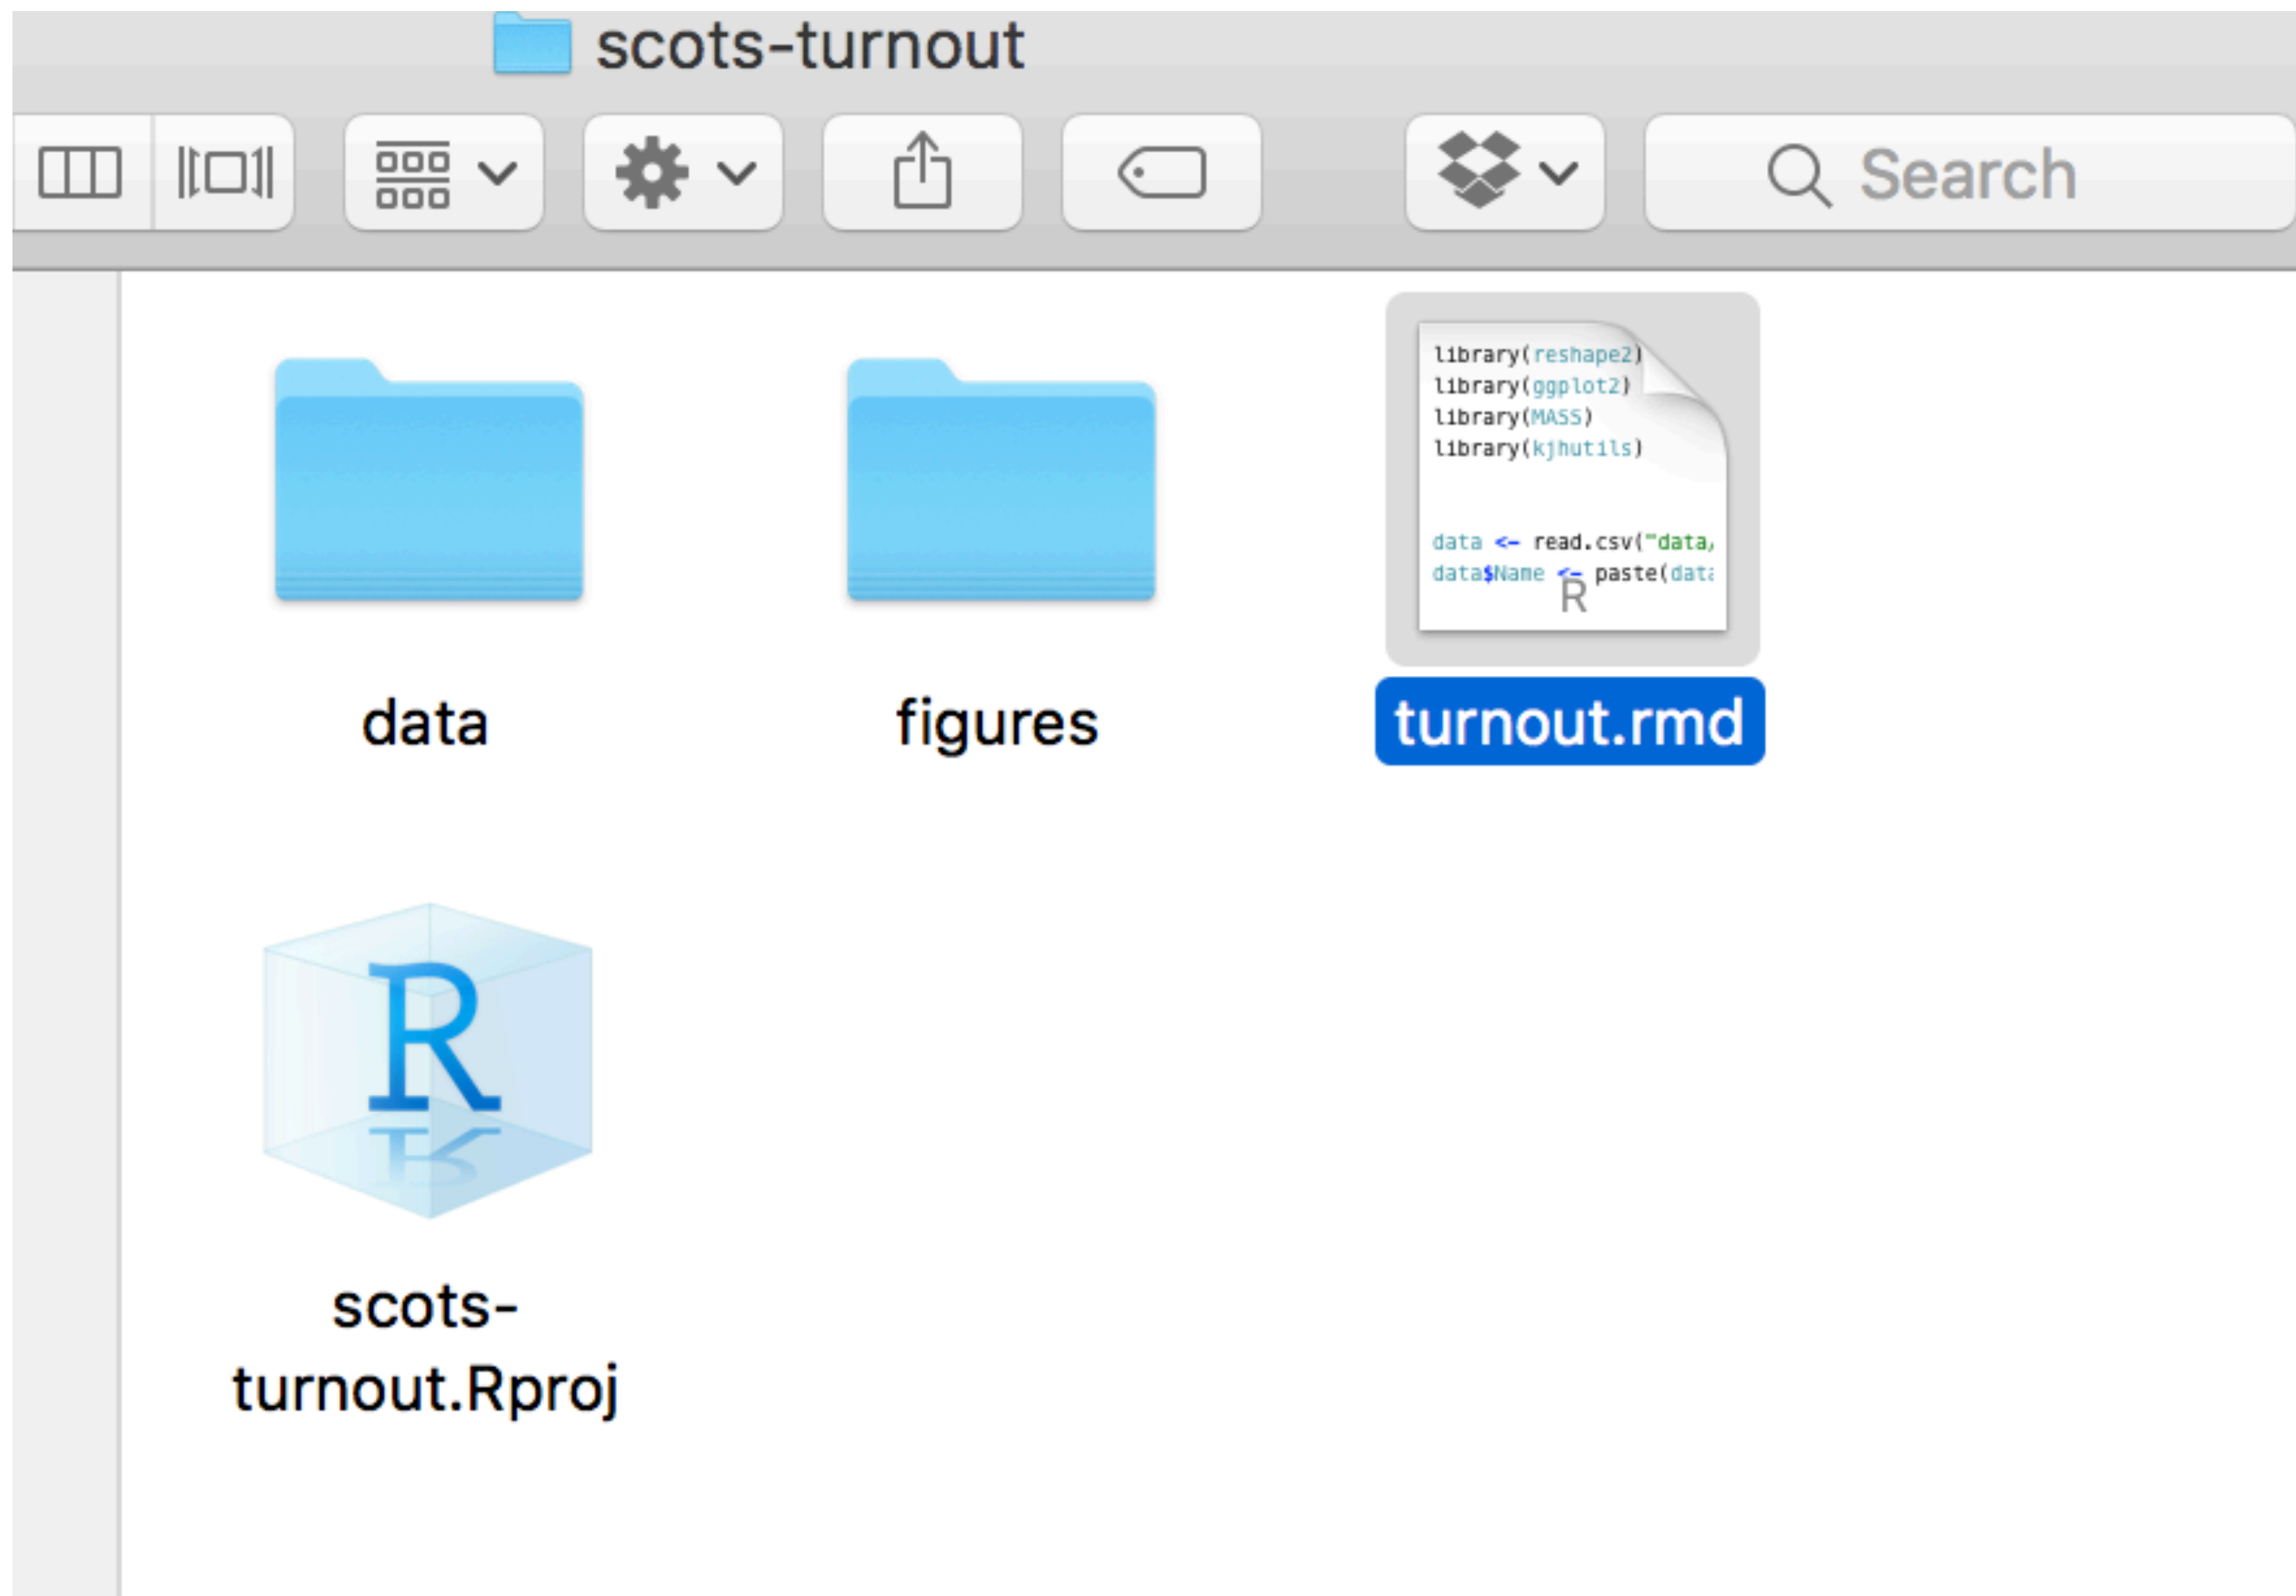 scots-turnout
Search
library(reshape2)
library(ggplot2)
library(MASS)
library(kjhutils)
data <- read.csv("data/
data$Name <- paste(data
R
data
figures
turnout.rmd
R
scots-
turnout.Rproj